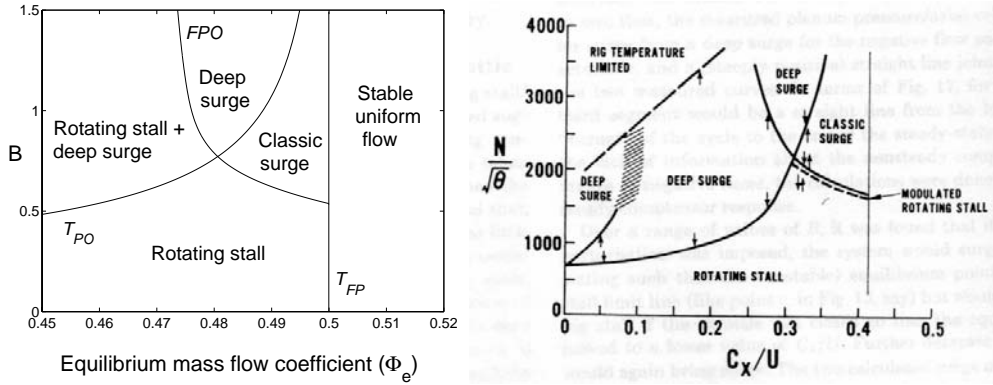 1.5
1
0.5
0
B
FPO
Deep
surge
Rotating stall +
deep surge
Classic
surge
Stable
uniform
flow
T_PO
Rotating stall
T_FP
0.45 0.46 0.47 0.48 0.49 0.5 0.51 0.52
Equilibrium mass flow coefficient (Φ_e)
4000
3000
2000
1000
0
N
√θ
RIG TEMPERATURE
LIMITED
DEEP
SURGE
CLASSIC
SURGE
DEEP
SURGE
DEEP SURGE
MODULATED
ROTATING STALL
ROTATING STALL
0 0.1 0.2 0.3 0.4 0.5
C_X/U